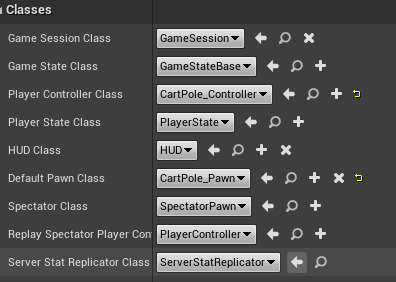 Classes
Game Session Class GameSession
Game State Class GameStateBase
Player Controller Class CartPole_Controller
Player State Class PlayerState
HUD Class HUD
Default Pawn Class CartPole_Pawn
Spectator Class SpectatorPawn
Replay Spectator Player Con PlayerController
Server Stat Replicator Class ServerStatReplicator